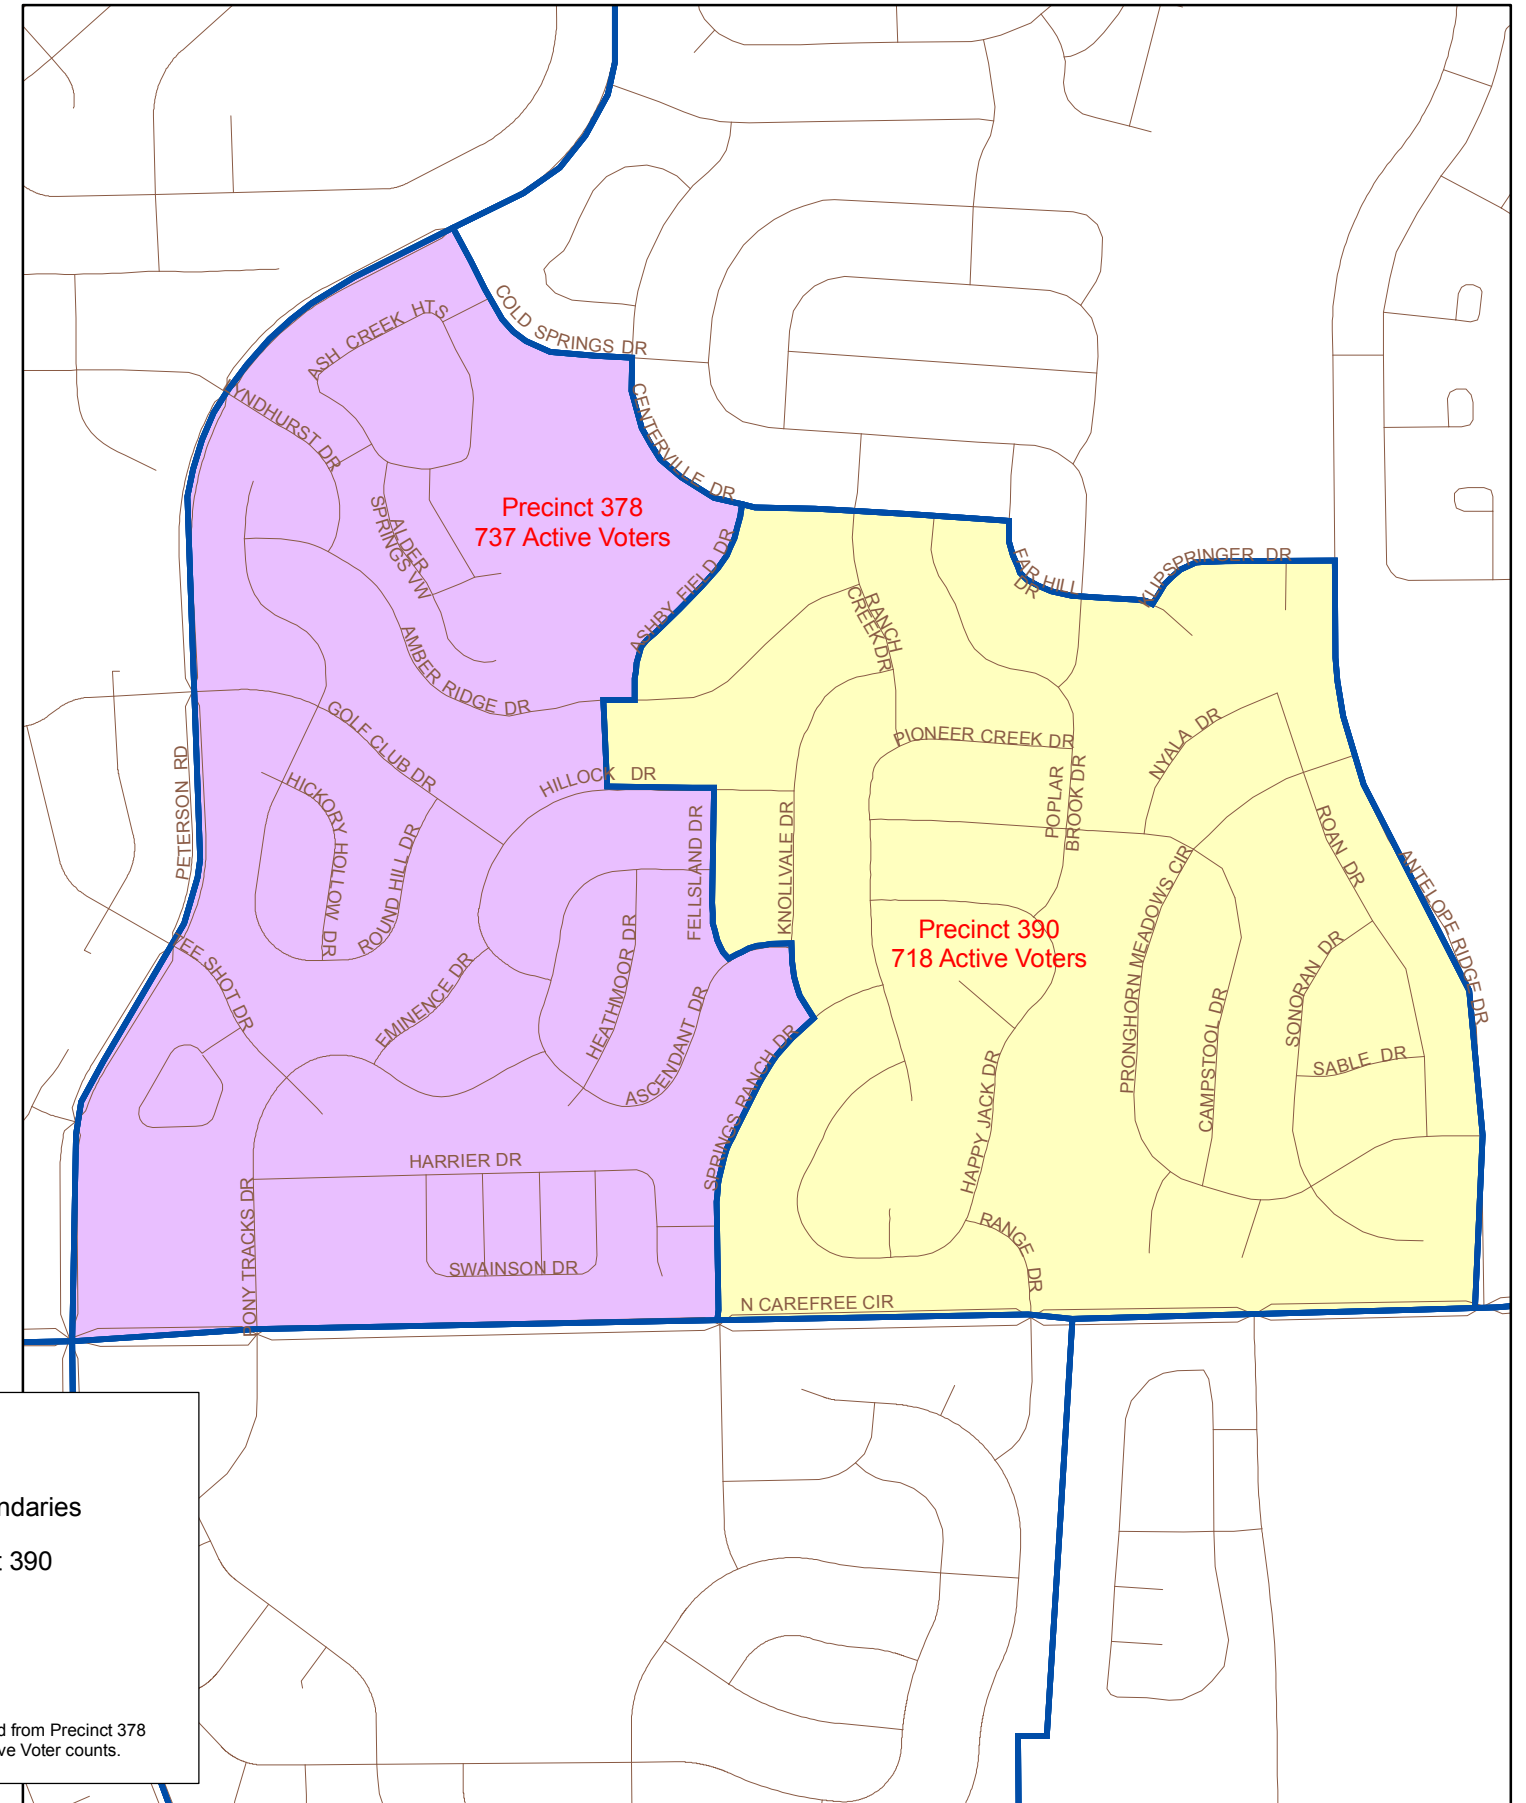 COLD SPRINGS DR
ASH CREEK HTS
CENTERVILLE DR
YNDHURST DR
Precinct 378
737 Active Voters
ALDER
SPRINGS VW
ASHBY FIELD DR
FAR HILL
DR
KLIPSPRINGER DR
RANCH
CREEK DR
AMBER RIDGE DR
GOLF CLUB DR
PIONEER CREEK DR
NYALA DR
PETERSON RD
HILLOCK DR
HICKORY HOLLOW DR
ROUND HILL DR
FELLSLAND DR
KNOLLVALE DR
POPLAR
BROOK DR
ROAN DR
ANTELOPE RIDGE DR
Precinct 390
718 Active Voters
PRONGHORN MEADOWS CIR
TEE SHOT DR
EMINENCE DR
HEATHMOOR DR
ASCENDANT DR
SONORAN DR
CAMPSTOOL DR
SABLE DR
SPRINGS RANCH DR
HAPPY JACK DR
HARRIER DR
PONY TRACKS DR
RANGE DR
SWAINSON DR
N CAREFREE CIR
ndaries
t 390
d from Precinct 378
ve Voter counts.